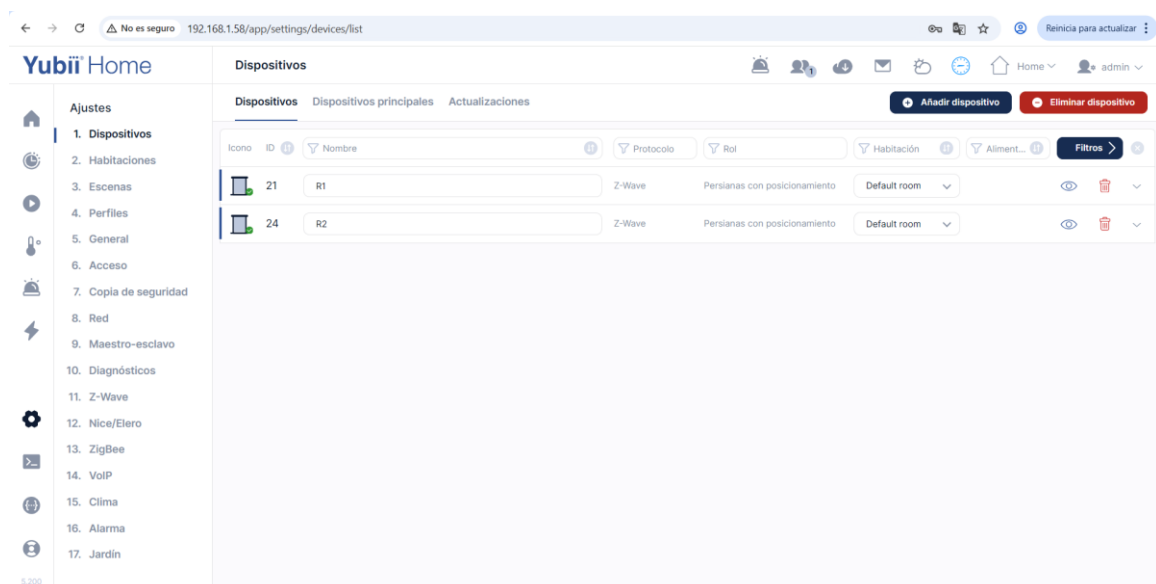 No es seguro 192.168.1.58/app/settings/devices/list Reinicia para actualizar
Yubii Home Dispositivos 1 Home admin
Ajustes
Dispositivos Dispositivos principales Actualizaciones Añadir dispositivo Eliminar dispositivo
1. Dispositivos
2. Habitaciones
3. Escenas
4. Perfiles
5. General
6. Acceso
7. Copia de seguridad
8. Red
9. Maestro-esclavo
10. Diagnósticos
11. Z-Wave
12. Nice/Elero
13. ZigBee
14. VoIP
15. Clima
16. Alarma
17. Jardín
5.200
Icono ID Nombre Protocolo Rol Habitación Aliment... Filtros
21 R1 Z-Wave Persianas con posicionamiento Default room
24 R2 Z-Wave Persianas con posicionamiento Default room